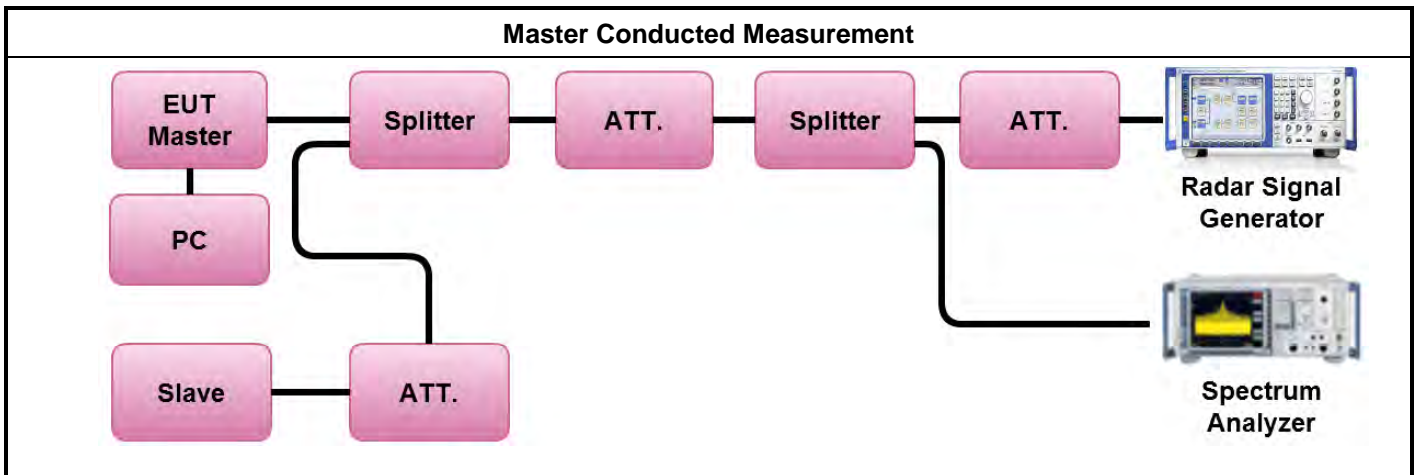 Master Conducted Measurement
EUT
Master
Splitter
ATT.
Splitter
ATT.
Radar Signal
Generator
PC
Slave
ATT.
Spectrum
Analyzer